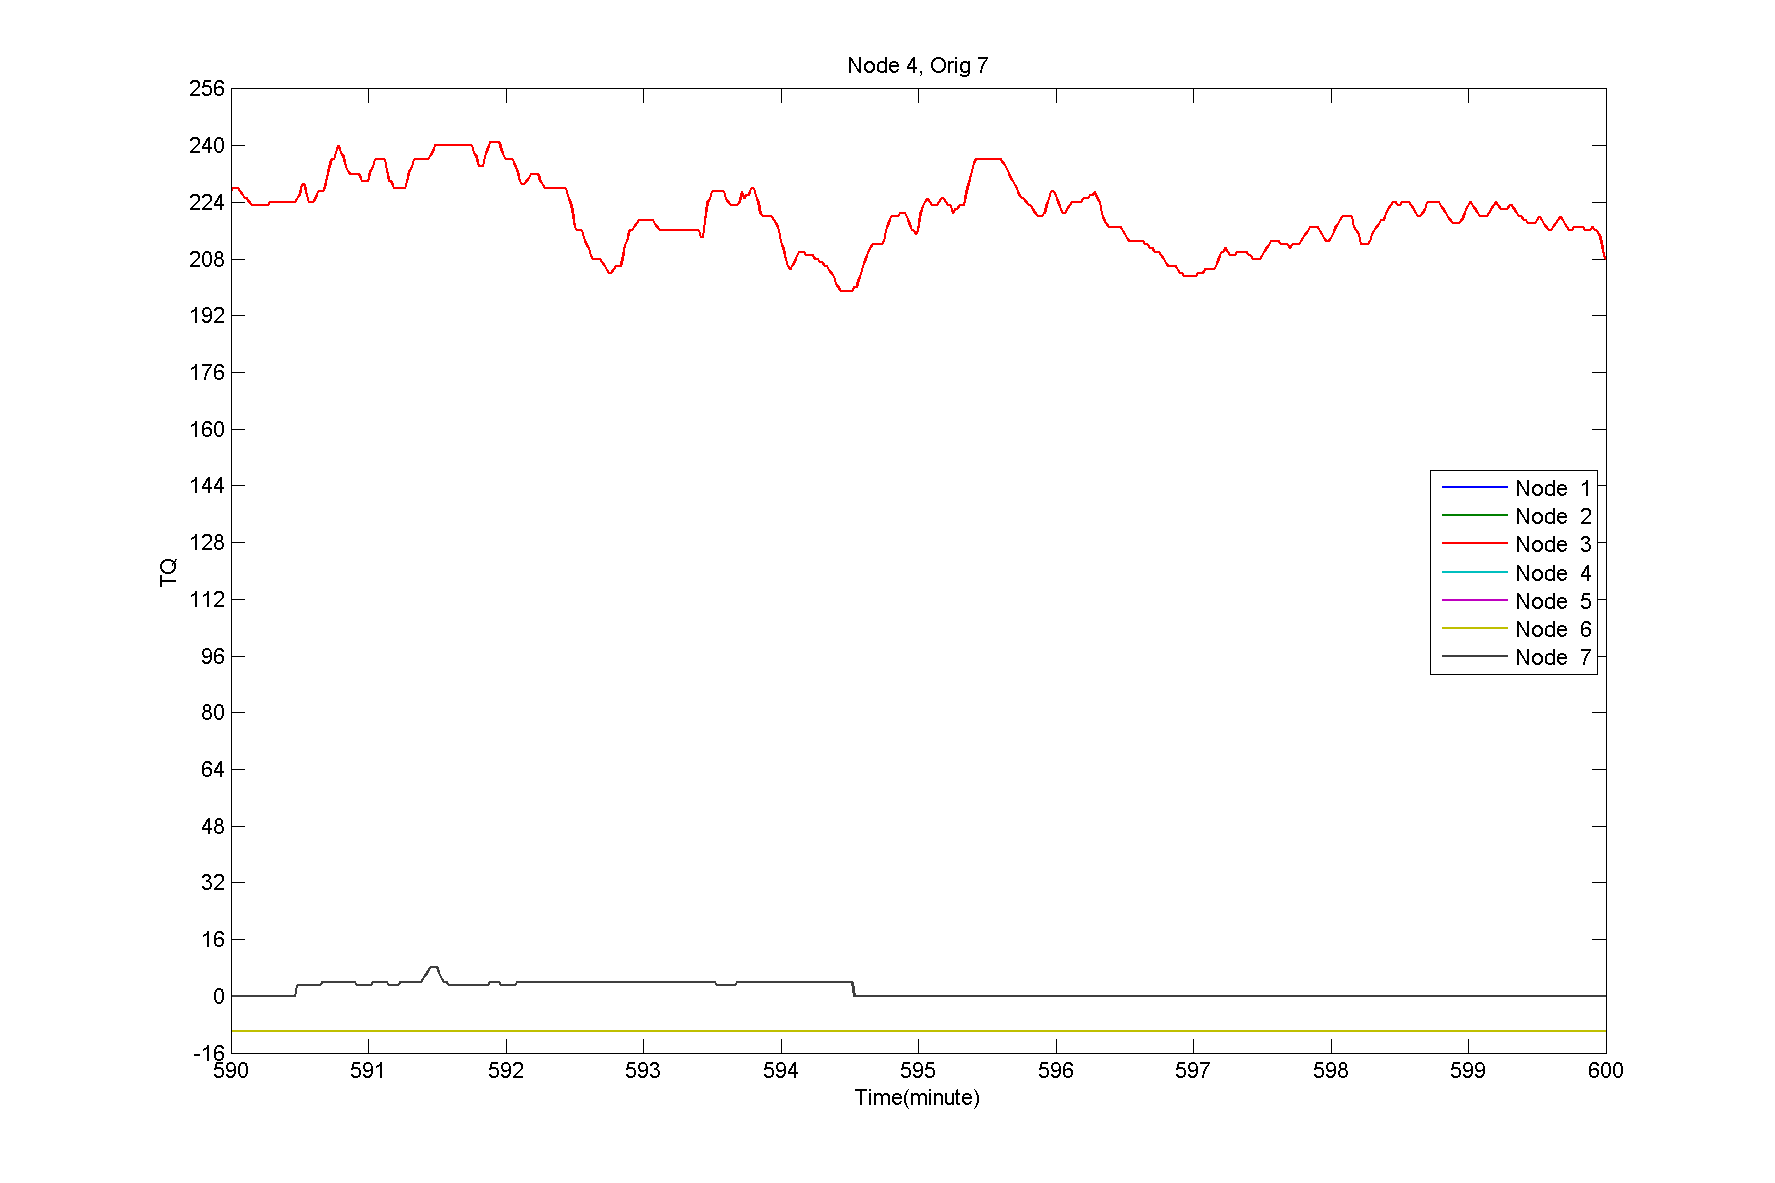 Node 4, Orig 7
256
240
224
208
192
176
160
144
128
112
96
80
64
48
32
16
0
-16
TQ
Node 1
Node 2
Node 3
Node 4
Node 5
Node 6
Node 7
590 591 592 593 594 595 596 597 598 599 600
Time(minute)